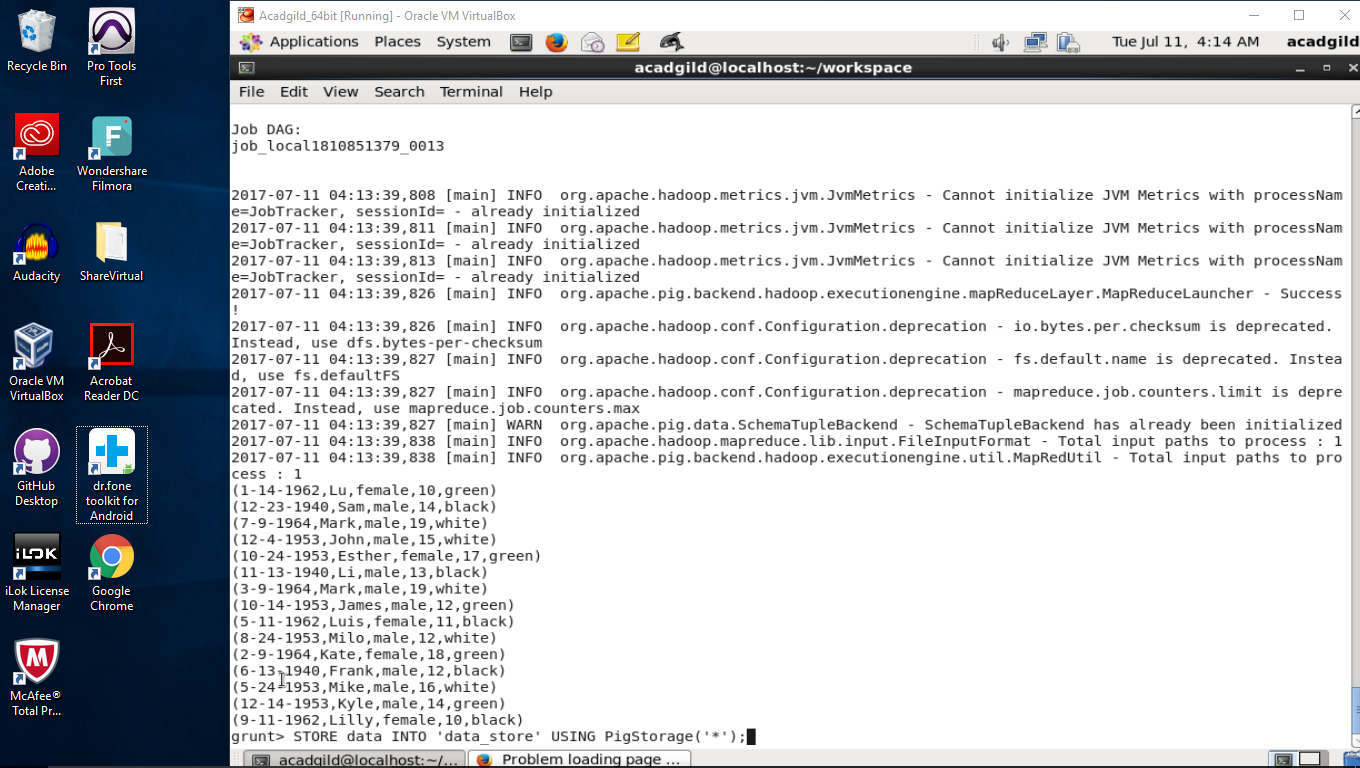 Acadgild_64bit [Running] - Oracle VM VirtualBox
Applications Places System Tue Jul 11, 4:14 AM acadgild
acadgild@localhost:~/workspace
File Edit View Search Terminal Help
Job DAG:
job_local1810851379_0013
2017-07-11 04:13:39,808 [main] INFO  org.apache.hadoop.metrics.jvm.JvmMetrics - Cannot initialize JVM Metrics with processNam
e=JobTracker, sessionId= - already initialized
2017-07-11 04:13:39,811 [main] INFO  org.apache.hadoop.metrics.jvm.JvmMetrics - Cannot initialize JVM Metrics with processNam
e=JobTracker, sessionId= - already initialized
2017-07-11 04:13:39,813 [main] INFO  org.apache.hadoop.metrics.jvm.JvmMetrics - Cannot initialize JVM Metrics with processNam
e=JobTracker, sessionId= - already initialized
2017-07-11 04:13:39,826 [main] INFO  org.apache.pig.backend.hadoop.executionengine.mapReduceLayer.MapReduceLauncher - Success
!
2017-07-11 04:13:39,826 [main] INFO  org.apache.hadoop.conf.Configuration.deprecation - io.bytes.per.checksum is deprecated.
Instead, use dfs.bytes-per-checksum
2017-07-11 04:13:39,827 [main] INFO  org.apache.hadoop.conf.Configuration.deprecation - fs.default.name is deprecated. Instea
d, use fs.defaultFS
2017-07-11 04:13:39,827 [main] INFO  org.apache.hadoop.conf.Configuration.deprecation - mapreduce.job.counters.limit is depre
cated. Instead, use mapreduce.job.counters.max
2017-07-11 04:13:39,827 [main] WARN  org.apache.pig.data.SchemaTupleBackend - SchemaTupleBackend has already been initialized
2017-07-11 04:13:39,838 [main] INFO  org.apache.hadoop.mapreduce.lib.input.FileInputFormat - Total input paths to process : 1
2017-07-11 04:13:39,838 [main] INFO  org.apache.pig.backend.hadoop.executionengine.util.MapRedUtil - Total input paths to pro
cess : 1
(1-14-1962,Lu,female,10,green)
(12-23-1940,Sam,male,14,black)
(7-9-1964,Mark,male,19,white)
(12-4-1953,John,male,15,white)
(10-24-1953,Esther,female,17,green)
(11-13-1940,Li,male,13,black)
(3-9-1964,Mark,male,19,white)
(10-14-1953,James,male,12,green)
(5-11-1962,Luis,female,11,black)
(8-24-1953,Milo,male,12,white)
(2-9-1964,Kate,female,18,green)
(6-13-1940,Frank,male,12,black)
(5-24-1953,Mike,male,16,white)
(12-14-1953,Kyle,male,14,green)
(9-11-1962,Lilly,female,10,black)
grunt> STORE data INTO 'data_store' USING PigStorage('*');
acadgild@localhost:~/...
Problem loading page ...
Recycle Bin
Pro Tools
First
Adobe
Creati...
Wondershare
Filmora
Audacity
ShareVirtual
Oracle VM
VirtualBox
Acrobat
Reader DC
GitHub
Desktop
dr.fone
toolkit for
Android
iLOK
iLok License
Manager
Google
Chrome
McAfee®
Total Pr...